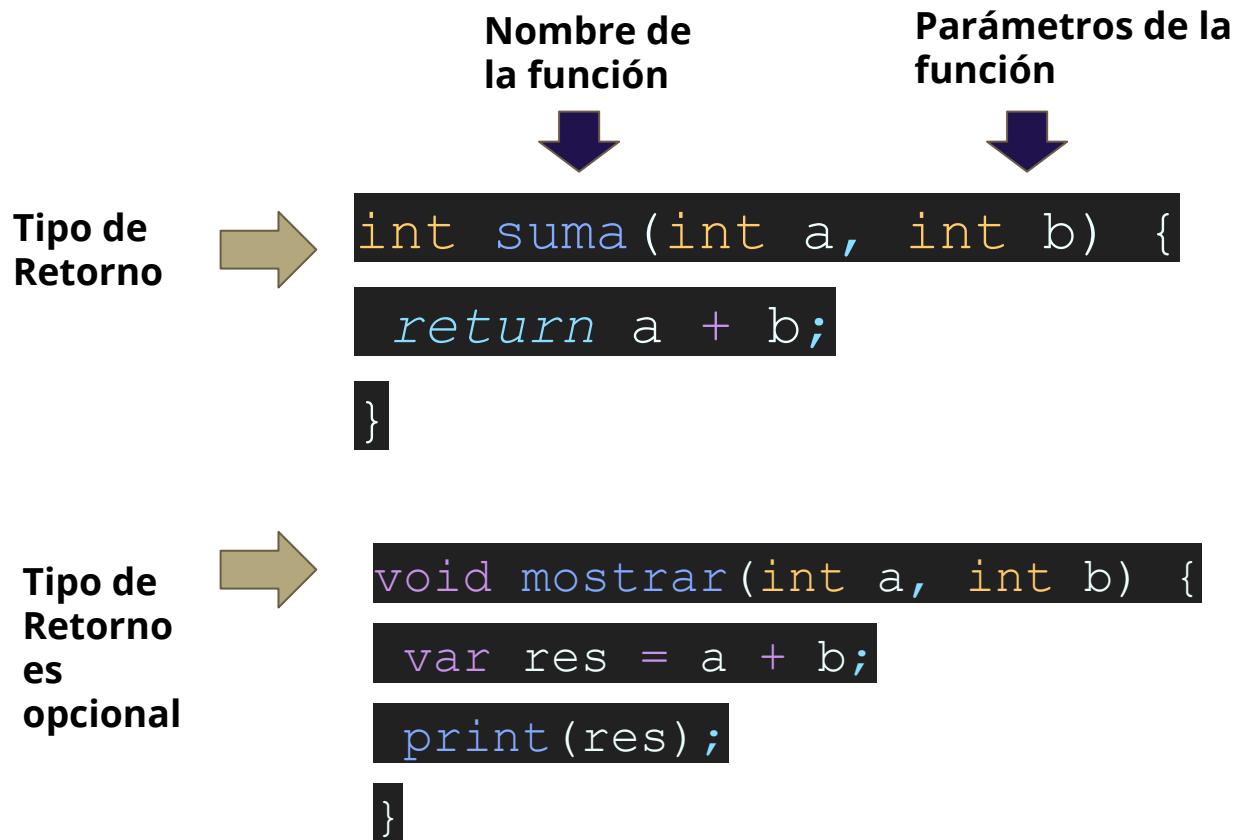 Nombre de
la función
Parámetros de la
función
Tipo de
Retorno
int suma(int a, int b) {
return a + b;
}
Tipo de
Retorno
es
opcional
void mostrar(int a, int b) {
var res = a + b;
print(res);
}